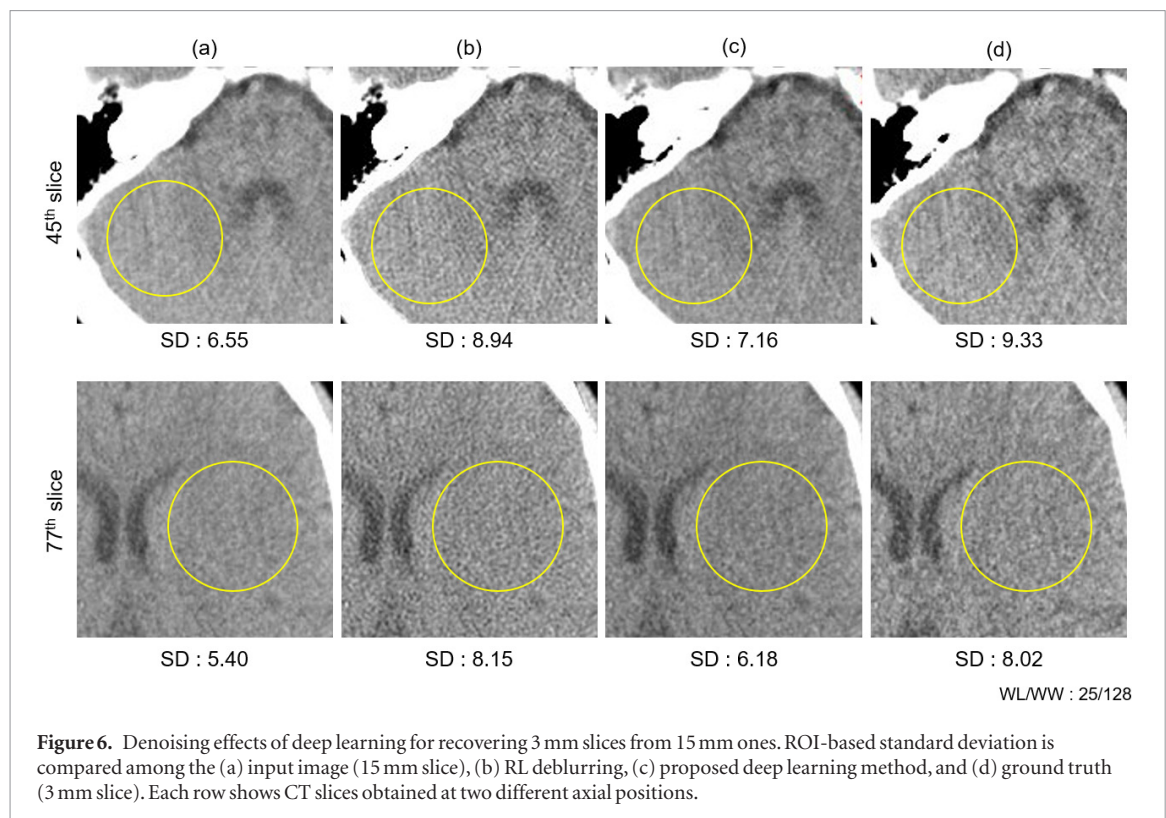 (a) (b) (c) (d)
45th slice
SD : 6.55 SD : 8.94 SD : 7.16 SD : 9.33
77th slice
SD : 5.40 SD : 8.15 SD : 6.18 SD : 8.02
WL/WW : 25/128
Figure 6. Denoising effects of deep learning for recovering 3 mm slices from 15 mm ones. ROI-based standard deviation is
compared among the (a) input image (15 mm slice), (b) RL deblurring, (c) proposed deep learning method, and (d) ground truth
(3 mm slice). Each row shows CT slices obtained at two different axial positions.